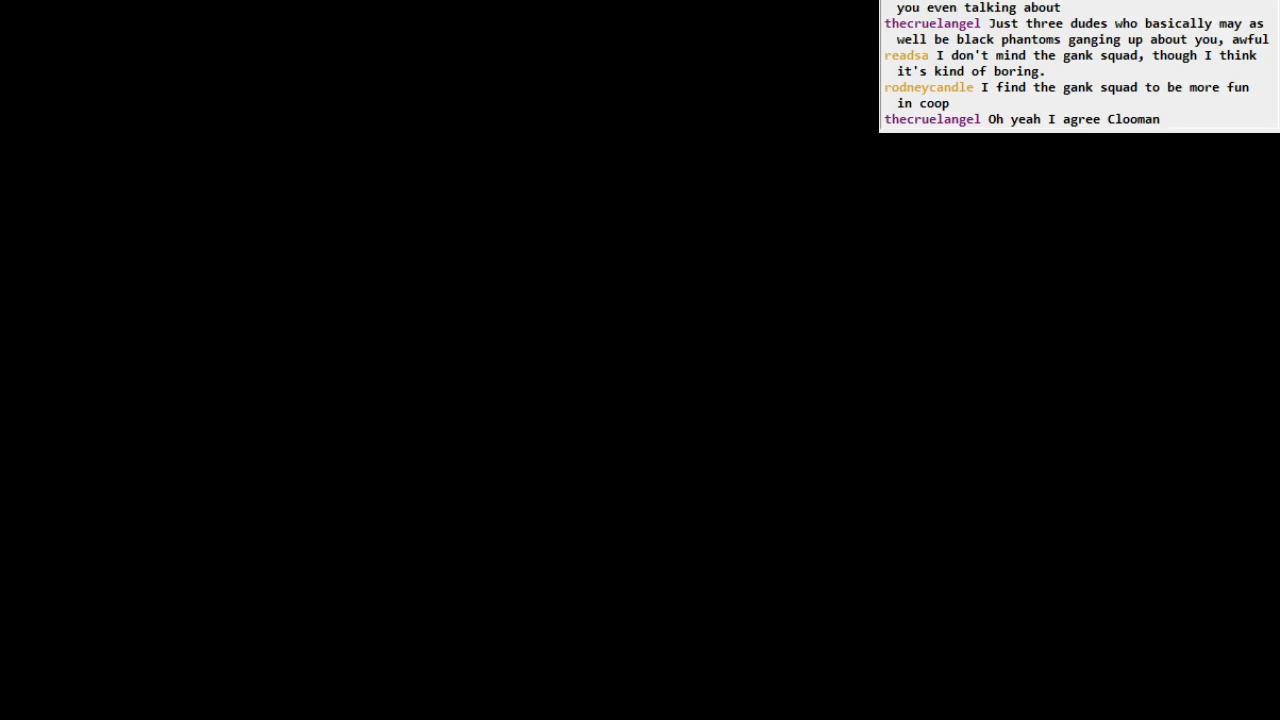 you even talking about
thecruelangel Just three dudes who basically may as
well be black phantoms ganging up about you, awful
readsa I don't mind the gank squad, though I think
it's kind of boring.
rodneycandle I find the gank squad to be more fun
in coop
thecruelangel Oh yeah I agree Clooman